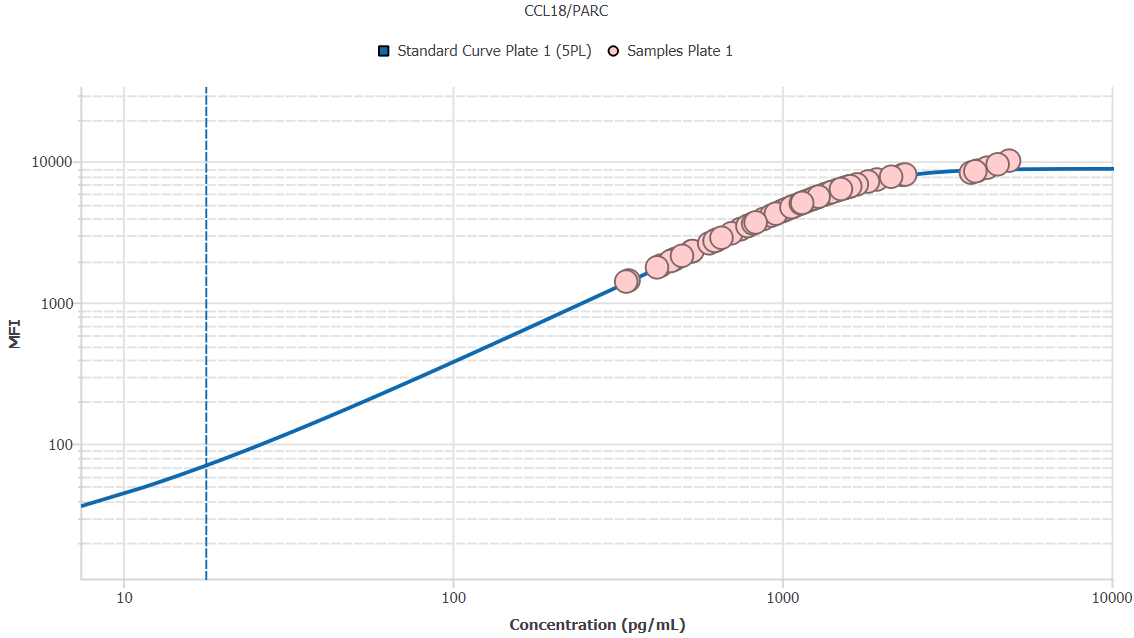 CCL18/PARC
Standard Curve Plate 1 (5PL) Samples Plate 1
10000
1000
100
MFI
10 100 1000 10000
Concentration (pg/mL)